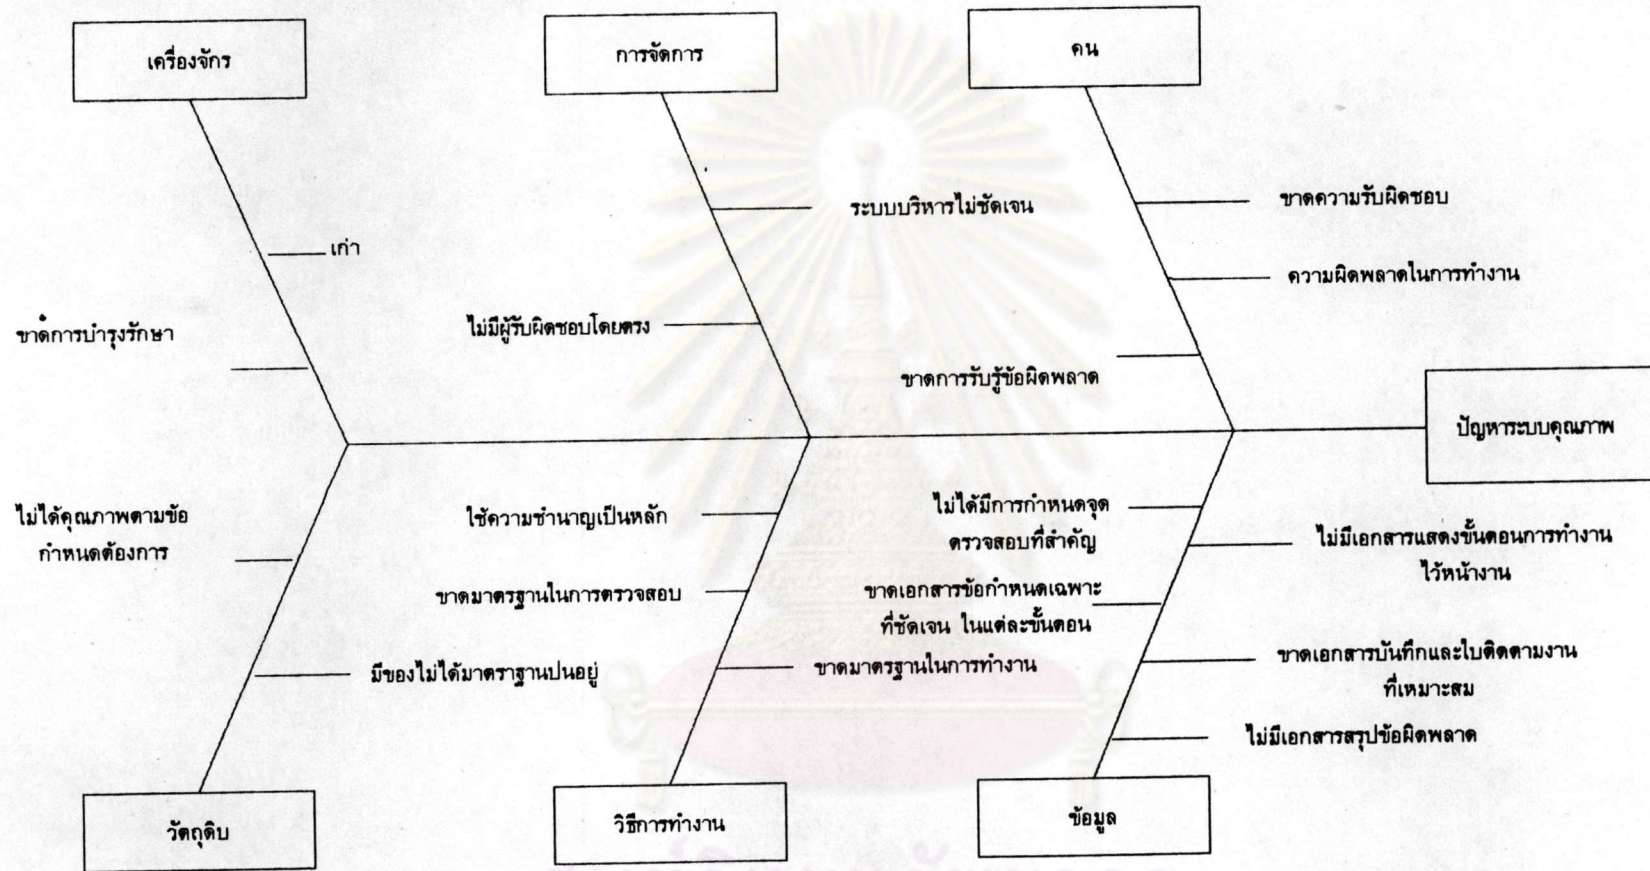 เครื่องจักร
การจัดการ
คน
ระบบบริหารไม่ชัดเจน
ขาดความรับผิดชอบ
เก่า
ความผิดพลาดในการทำงาน
ขาดการบำรุงรักษา
ไม่มีผู้รับผิดชอบโดยตรง
ขาดการรับรู้ข้อผิดพลาด
ปัญหาระบบคุณภาพ
ไม่ได้คุณภาพตามข้อ
กำหนดต้องการ
ใช้ความชำนาญเป็นหลัก
ไม่ได้มีการกำหนดจุด
ตรวจสอบที่สำคัญ
ไม่มีเอกสารแสดงขั้นตอนการทำงาน
ไว้หน้างาน
ขาดมาตรฐานในการตรวจสอบ
ขาดเอกสารข้อกำหนดเฉพาะ
ที่ชัดเจน ในแต่ละขั้นตอน
มีของไม่ได้มาตราฐานปนอยู่
ขาดมาตรฐานในการทำงาน
ขาดเอกสารบันทึกและใบติดตามงาน
ที่เหมาะสม
ไม่มีเอกสารสรุปข้อผิดพลาด
วัตถุดิบ
วิธีการทำงาน
ข้อมูล